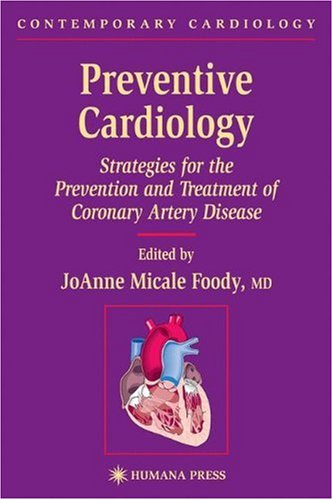 CONTEMPORARY CARDIOLOGY
Preventive
Cardiology
Strategies for the
Prevention and Treatment of
Coronary Artery Disease
Edited by
JoAnne Micale Foody, MD
HUMANA PRESS